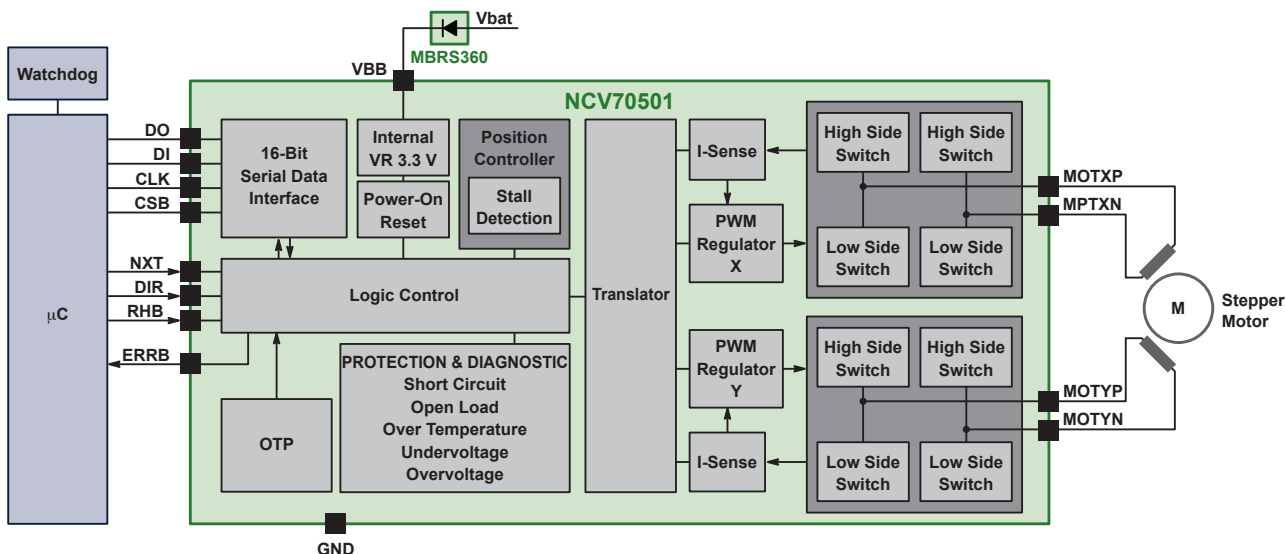 Vbat
MBRS360
VBB
Watchdog
NCV70501
DO
DI
CLK
CSB
NXT
DIR
RHB
ERRB
μC
16-Bit
Serial Data
Interface
Internal
VR 3.3 V
Power-On
Reset
Position
Controller
Stall
Detection
Logic Control
OTP
PROTECTION & DIAGNOSTIC
Short Circuit
Open Load
Over Temperature
Undervoltage
Overvoltage
Translator
I-Sense
PWM
Regulator
X
PWM
Regulator
Y
I-Sense
High Side
Switch
High Side
Switch
Low Side
Switch
Low Side
Switch
High Side
Switch
High Side
Switch
Low Side
Switch
Low Side
Switch
MOTXP
MPTXN
M
Stepper
Motor
MOTYP
MOTYN
GND